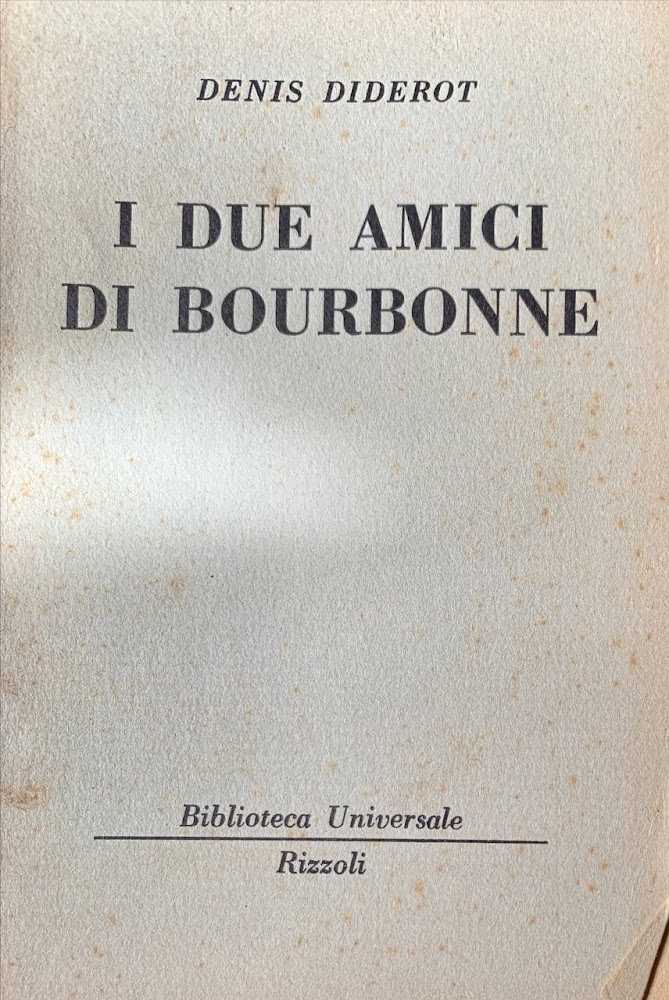 DENIS DIDEROT
I DUE AMICI
DI BOURBONNE
Biblioteca Universale
Rizzoli